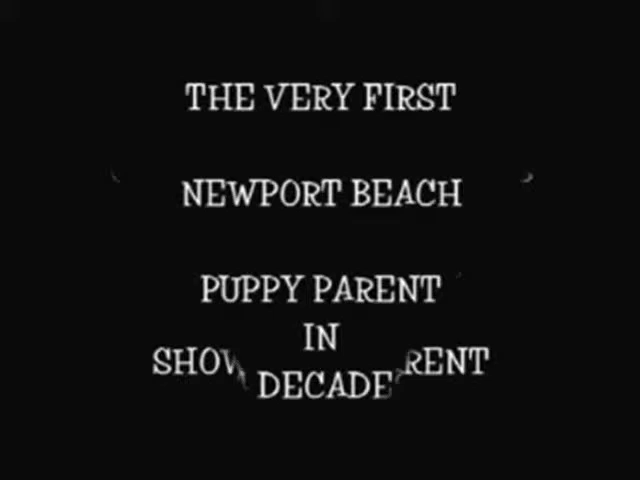 THE VERY FIRST
NEWPORT BEACH
PUPPY PARENT
IN
DECADE